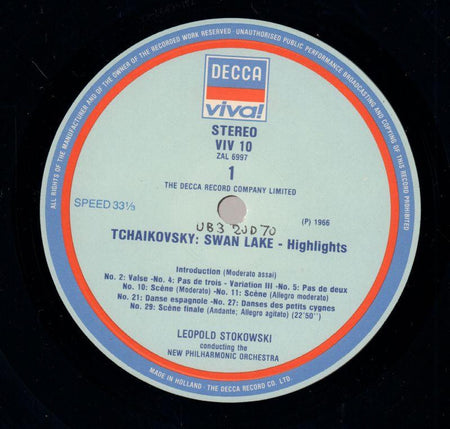 ALL RIGHTS OF THE MANUFACTURER AND OF THE OWNER OF THE RECORDED WORK RESERVED · UNAUTHORISED PUBLIC PERFORMANCE BROADCASTING AND COPYING OF THIS RECORD PROHIBITED
DECCA
viva!
STEREO
VIV 10
ZAL 6997
1
THE DECCA RECORD COMPANY LIMITED
SPEED 33⅓
(P) 1966
TCHAIKOVSKY: SWAN LAKE - Highlights
Introduction (Moderato assai)
No. 2: Valse -No. 4: Pas de trois - Variation III -No. 5: Pas de deux
No. 10: Scène (Moderato) -No. 11: Scène (Allegro moderato)
No. 21: Danse espagnole -No. 27: Danses des petits cygnes
No. 29: Scène finale (Andante; Allegro agitato) (22'50")
LEOPOLD STOKOWSKI
conducting the
NEW PHILHARMONIC ORCHESTRA
MADE IN HOLLAND · THE DECCA RECORD CO. LTD.